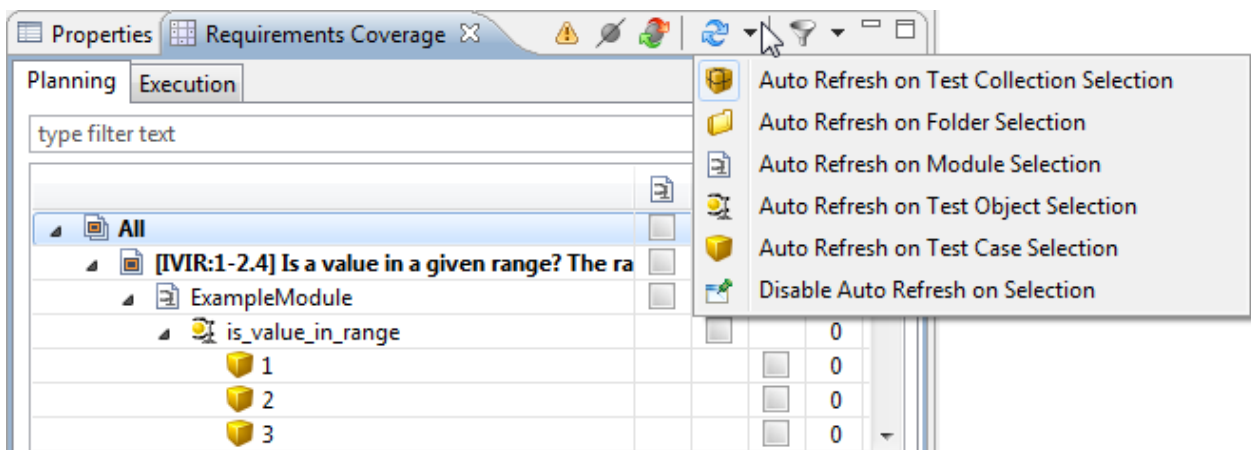 Properties Requirements Coverage
Planning Execution
type filter text
Auto Refresh on Test Collection Selection
Auto Refresh on Folder Selection
Auto Refresh on Module Selection
Auto Refresh on Test Object Selection
Auto Refresh on Test Case Selection
Disable Auto Refresh on Selection
All
[IVIR:1-2.4] Is a value in a given range? The ra
ExampleModule
is_value_in_range 0
1 0
2 0
3 0